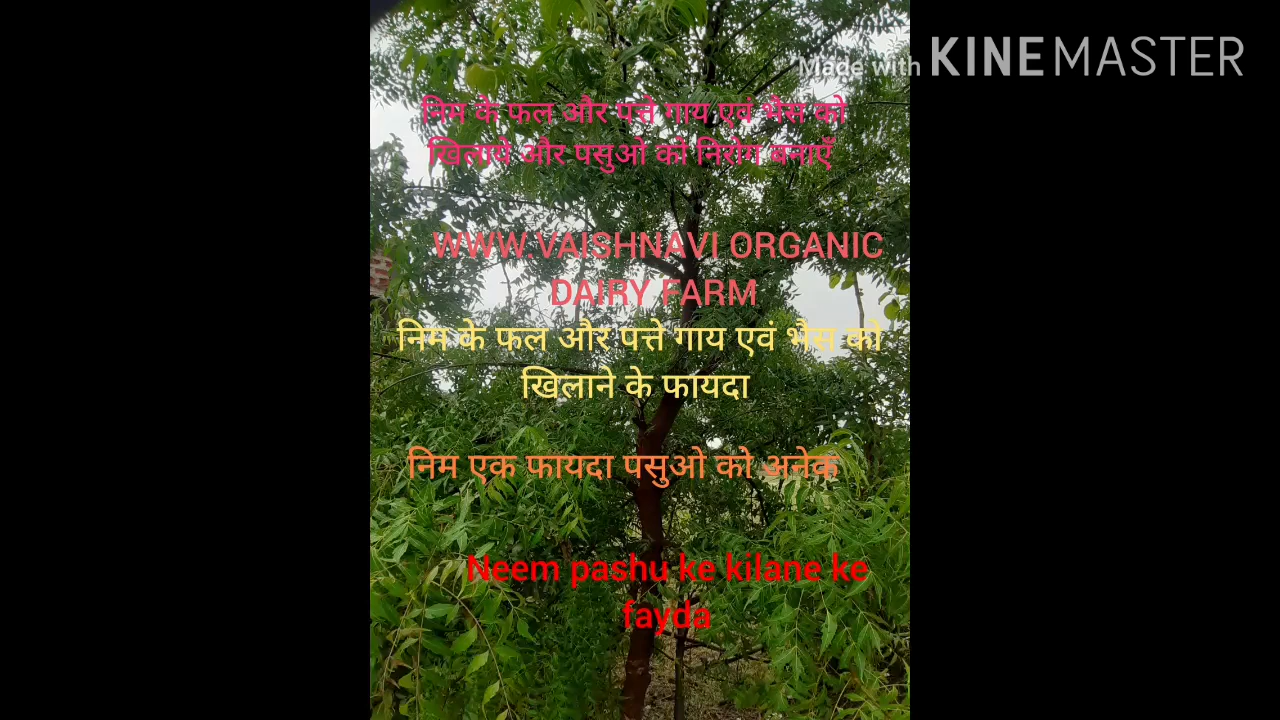 Made with KINEMASTER
निम के फल और पत्ते गाय एवं भैस को
खिलाये और पसुओ को निरोग बनाएँ
WWW.VAISHNAVI ORGANIC
DAIRY FARM
निम के फल और पत्ते गाय एवं भैस को
खिलाने के फायदा
निम एक फायदा पसुओ को अनेक
Neem pashu ke kilane ke
fayda